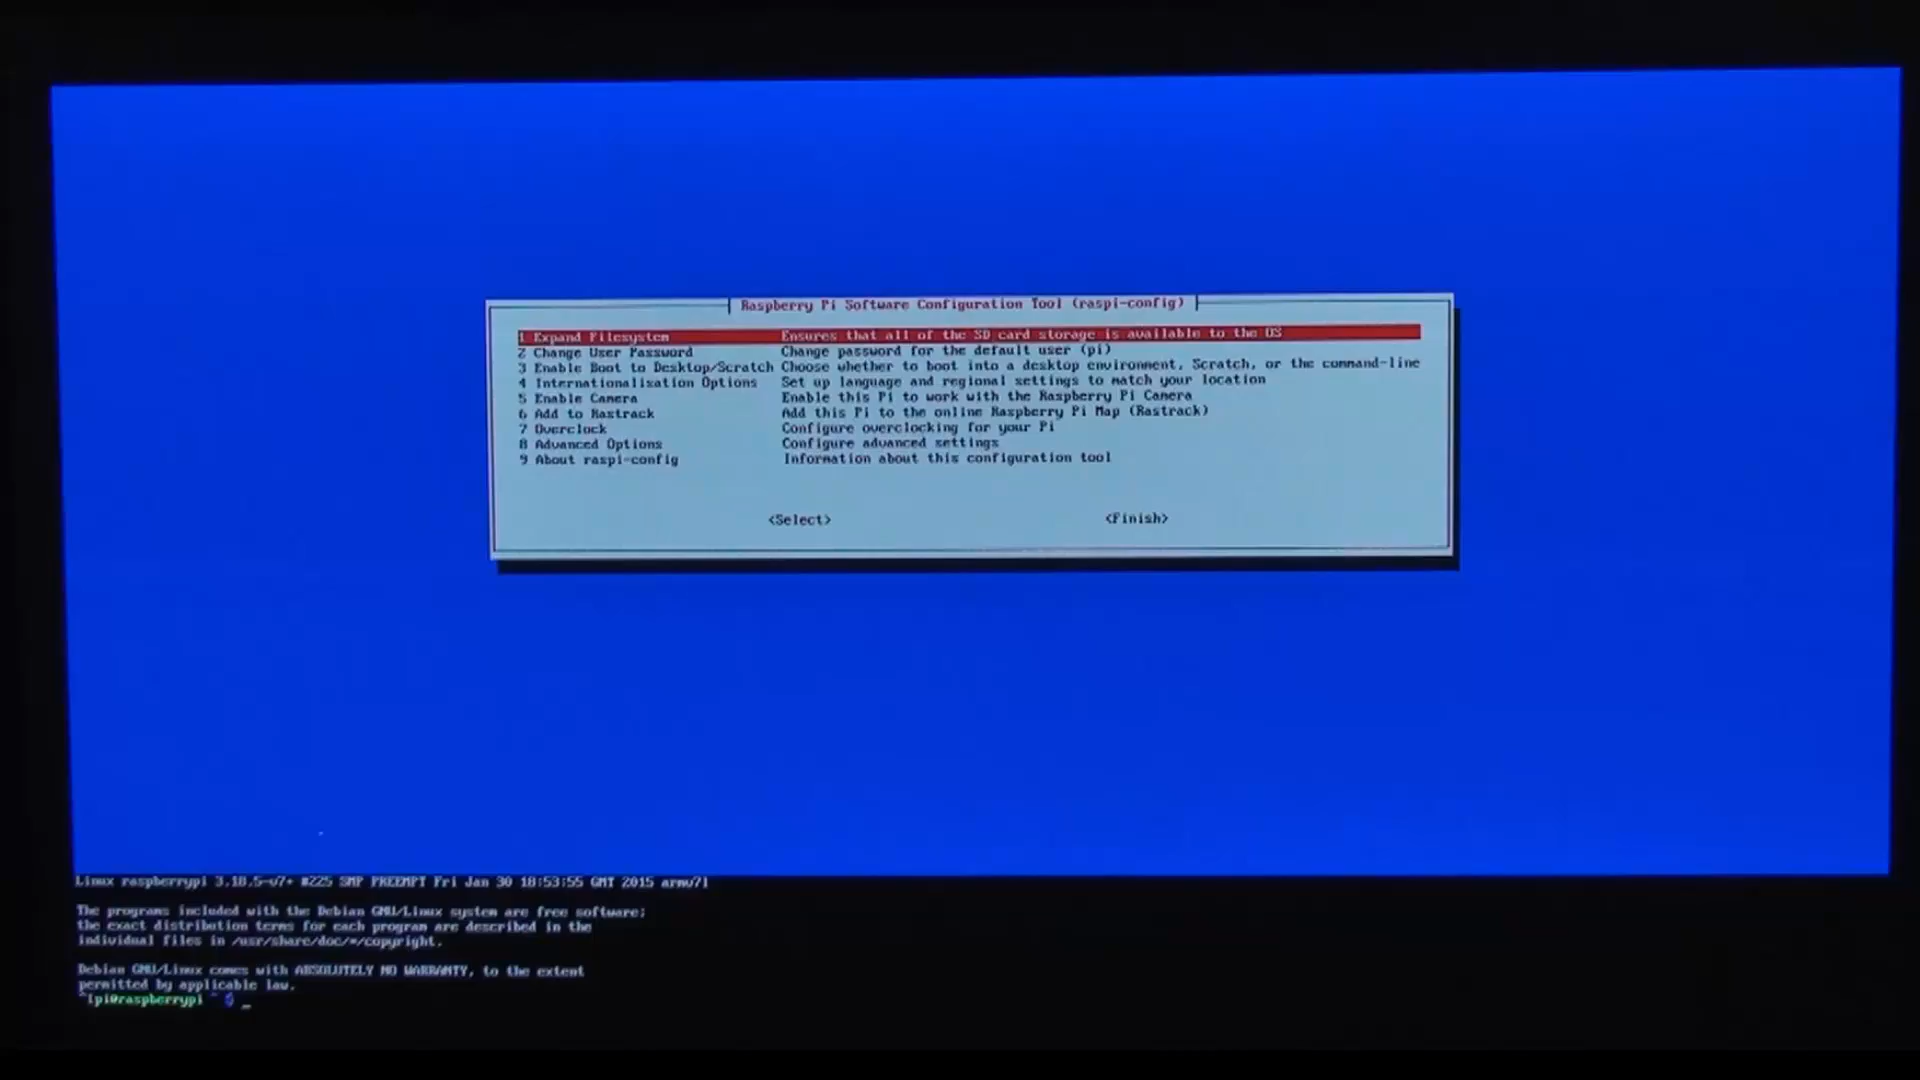 Raspberry Pi Software Configuration Tool (raspi-config)
1 Expand Filesystem Ensures that all of the SD card storage is available to the OS
2 Change User Password Change password for the default user (pi)
3 Enable Boot to Desktop/Scratch Choose whether to boot into a desktop environment, Scratch, or the command-line
4 Internationalisation Options Set up language and regional settings to match your location
5 Enable Camera Enable this Pi to work with the Raspberry Pi Camera
6 Add to Rastrack Add this Pi to the online Raspberry Pi Map (Rastrack)
7 Overclock Configure overclocking for your Pi
8 Advanced Options Configure advanced settings
9 About raspi-config Information about this configuration tool
<Select> <Finish>
Linux raspberrypi 3.18.5-v7+ #225 SMP PREEMPT Fri Jan 30 18:53:55 GMT 2015 armv7l
The programs included with the Debian GNU/Linux system are free software;
the exact distribution terms for each program are described in the
individual files in /usr/share/doc/*/copyright.
Debian GNU/Linux comes with ABSOLUTELY NO WARRANTY, to the extent
permitted by applicable law.
^[pi@raspberrypi ~ $ _